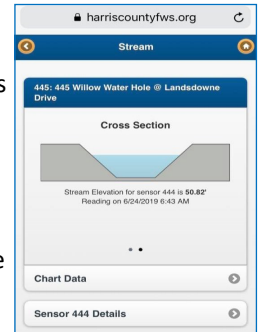 harriscountyfws.org
Stream
445: 445 Willow Water Hole @ Landsdowne
Drive
Cross Section
Stream Elevation for sensor 444 is 50.82'
Reading on 6/24/2019 6:43 AM
Chart Data
Sensor 444 Details
s
e